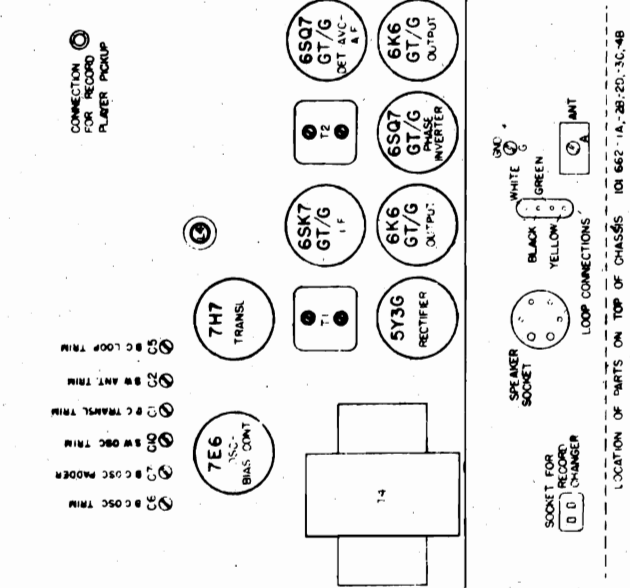 CONNECTION
FOR RECORD
PLAYER PICKUP
6SQ7
GT/G
DET AVC-
A F
6K6
GT/G
OUTPUT
T2
6SQ7
GT/G
PHASE
INVERTER
L4
6SK7
GT/G
I F
6K6
GT/G
OUTPUT
7H7
TRANSL
T1
5Y3G
RECTIFIER
7E6
OSC-
BIAS CONT
T4
C5 B C LOOP TRIM
C2 S W ANT. TRIM
C1 B C TRANSL TRIM
C10 S W OSC TRIM
C7 B C OSC PADDER
C6 B C OSC TRIM
GND
G
ANT
A
WHITE
GREEN
BLACK
YELLOW
LOOP CONNECTIONS
SPEAKER
SOCKET
SOCKET FOR
RECORD
CHANGER
LOCATION OF PARTS ON TOP OF CHASSIS 101 662-1A,-2B,-2D,-3C,-4B